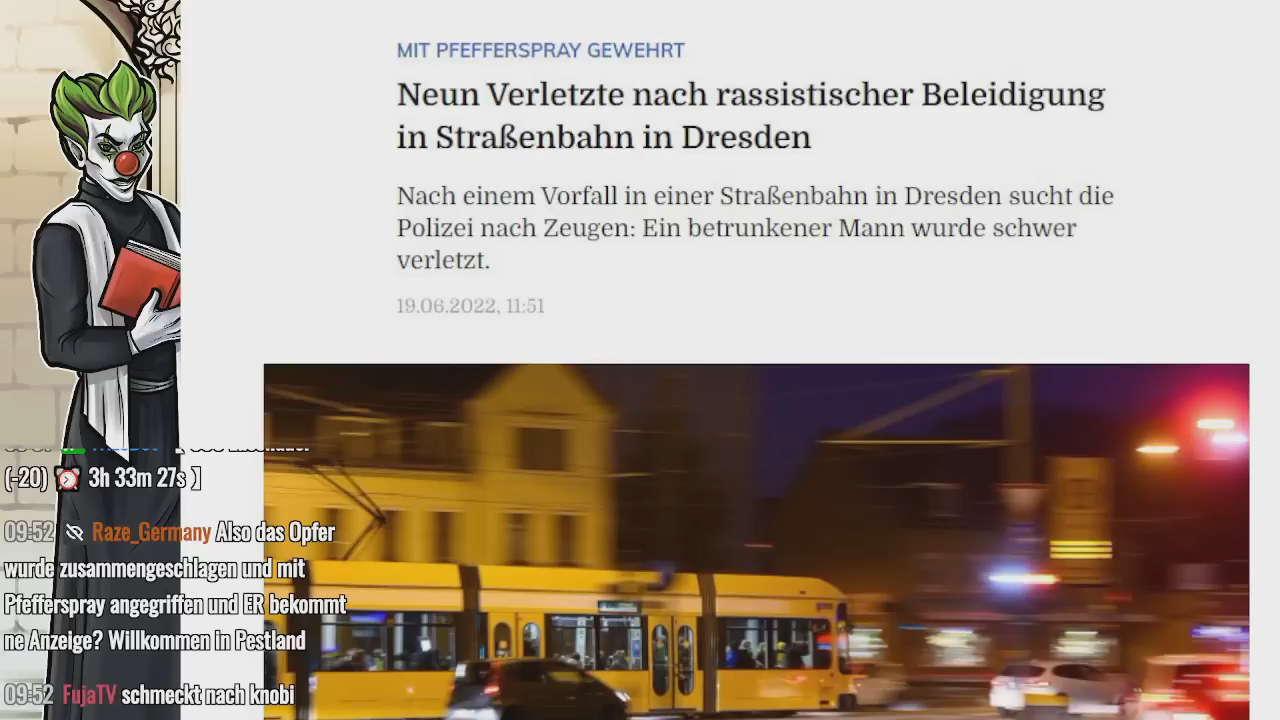 MIT PFEFFERSPRAY GEWEHRT
Neun Verletzte nach rassistischer Beleidigung
in Straßenbahn in Dresden
Nach einem Vorfall in einer Straßenbahn in Dresden sucht die
Polizei nach Zeugen: Ein betrunkener Mann wurde schwer
verletzt.
19.06.2022, 11:51
(-20) ⏰ 3h 33m 27s 】
09:52 Raze_Germany Also das Opfer
wurde zusammengeschlagen und mit
Pfefferspray angegriffen und ER bekommt
ne Anzeige? Willkommen in Pestland
09:52 FujaTV schmeckt nach knobi